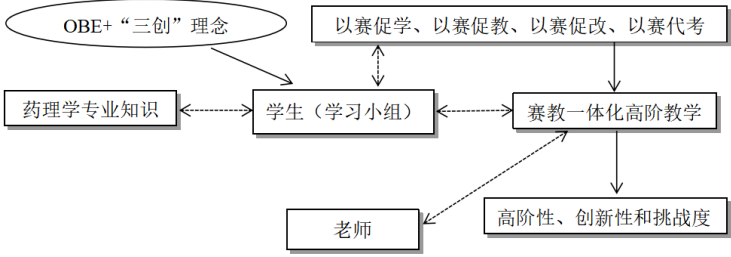 OBE+“三创”理念
以赛促学、以赛促教、以赛促改、以赛代考
药理学专业知识
学生（学习小组）
赛教一体化高阶教学
高阶性、创新性和挑战度
老师